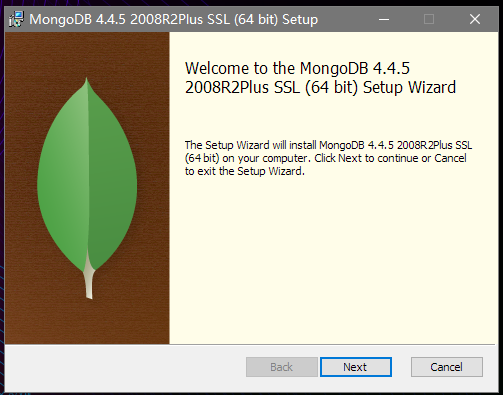 MongoDB 4.4.5 2008R2Plus SSL (64 bit) Setup
Welcome to the MongoDB 4.4.5
2008R2Plus SSL (64 bit) Setup Wizard
The Setup Wizard will install MongoDB 4.4.5 2008R2Plus SSL
(64 bit) on your computer. Click Next to continue or Cancel
to exit the Setup Wizard.
Back Next Cancel